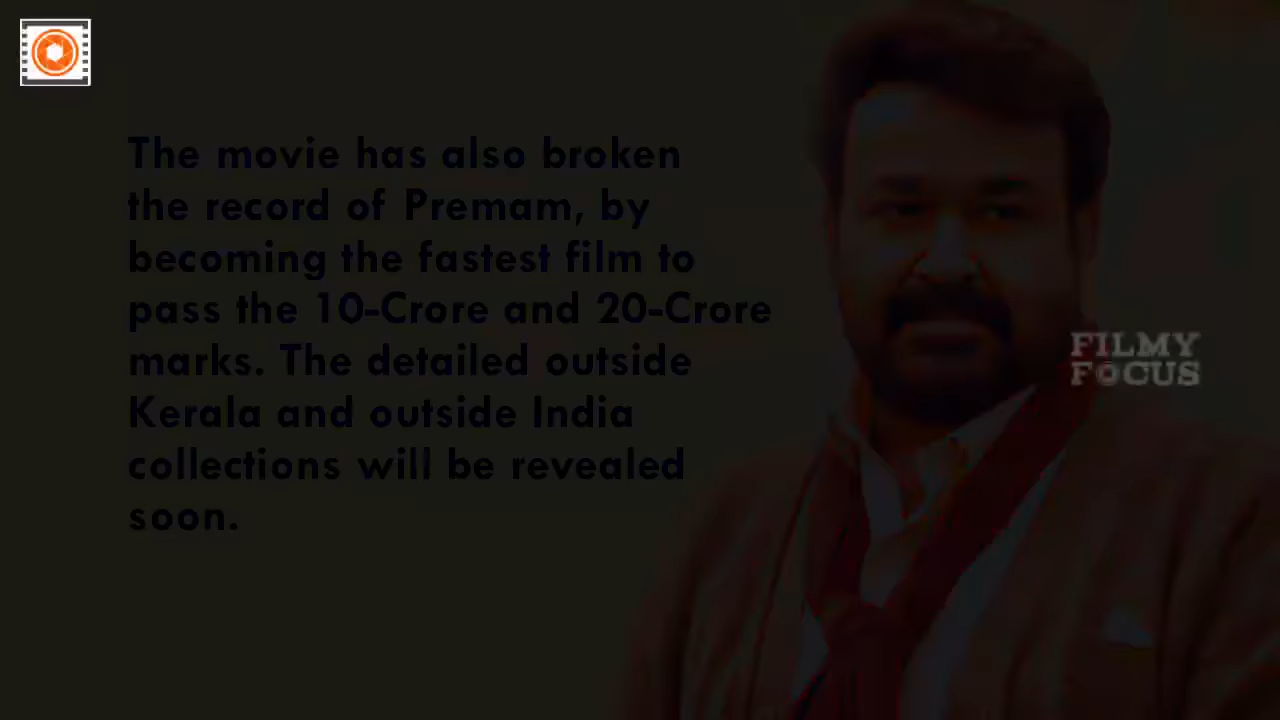 The movie has also broken
the record of Premam, by
becoming the fastest film to
pass the 10-Crore and 20-Crore
marks. The detailed outside
Kerala and outside India
collections will be revealed
soon.
FILMY
FOCUS